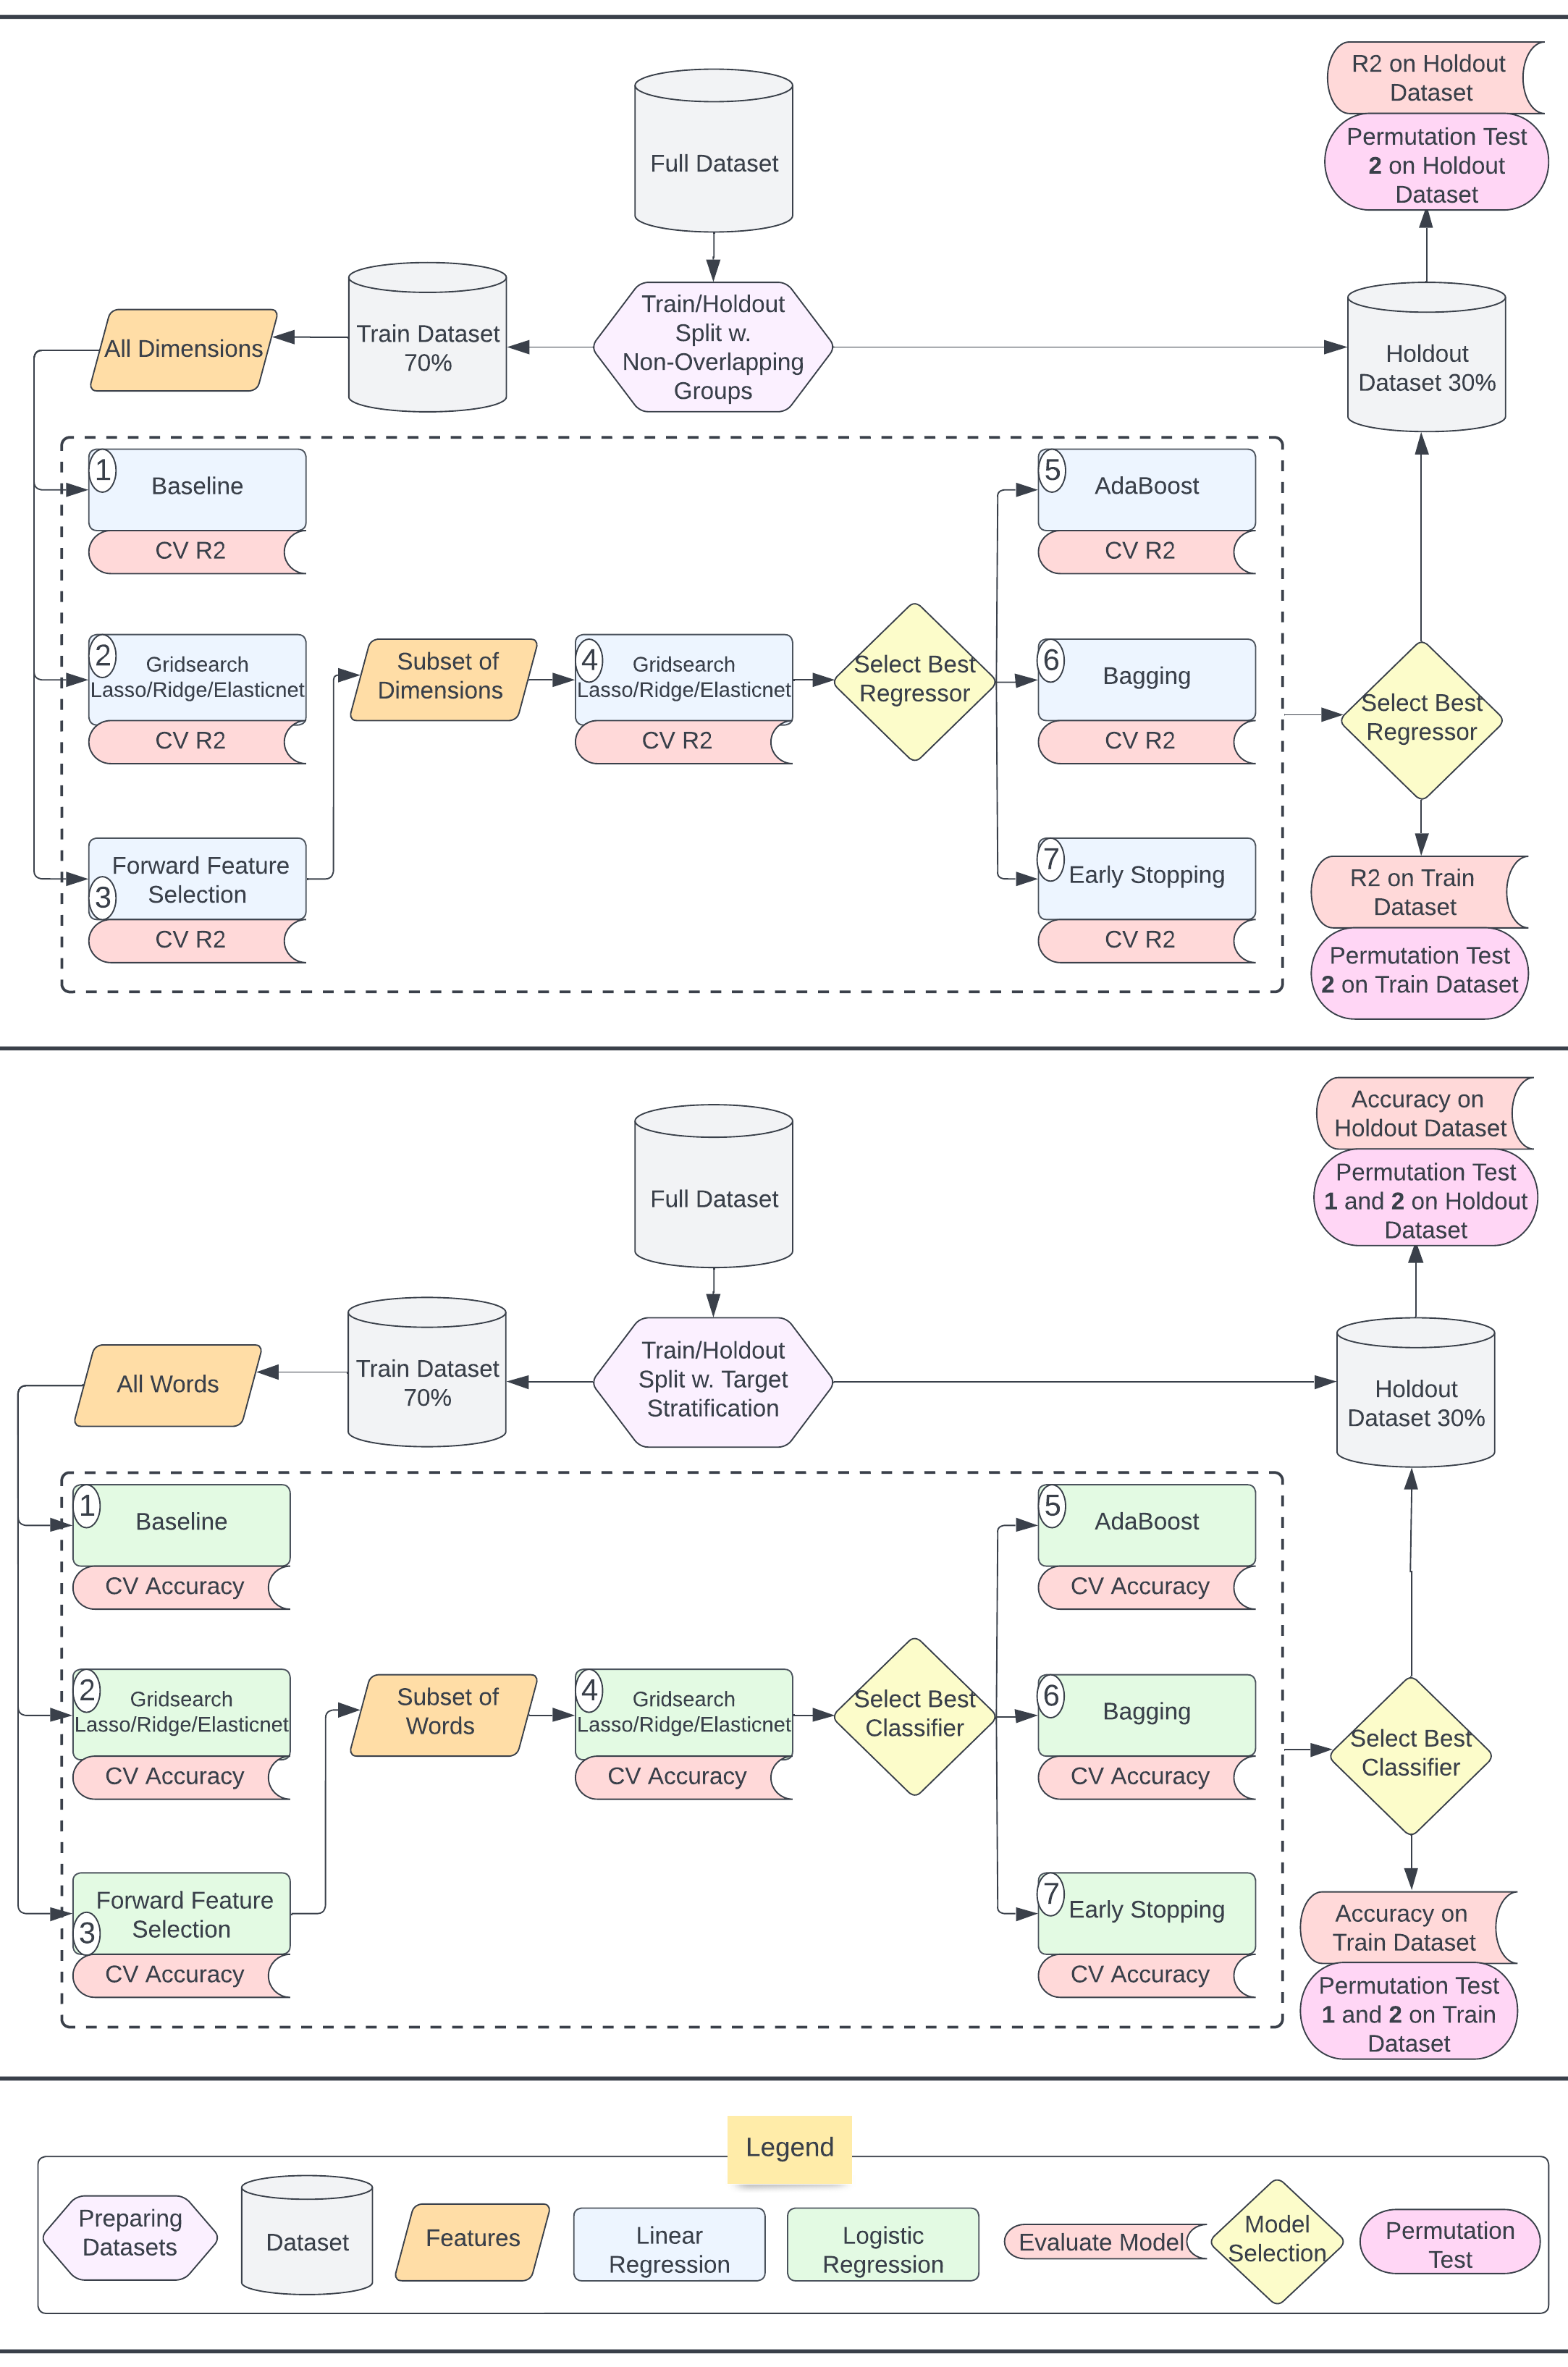 R2 on Holdout
Dataset
Permutation Test
2 on Holdout
Dataset
Full Dataset
Train/Holdout
Split w.
Non-Overlapping
Groups
Train Dataset
70%
All Dimensions
Holdout
Dataset 30%
1
Baseline
CV R2
5
AdaBoost
CV R2
2
Gridsearch
Lasso/Ridge/Elasticnet
CV R2
Subset of
Dimensions
4
Gridsearch
Lasso/Ridge/Elasticnet
CV R2
Select Best
Regressor
6
Bagging
CV R2
Select Best
Regressor
3
Forward Feature
Selection
CV R2
7
Early Stopping
CV R2
R2 on Train
Dataset
Permutation Test
2 on Train Dataset
Accuracy on
Holdout Dataset
Permutation Test
1 and 2 on Holdout
Dataset
Full Dataset
Train/Holdout
Split w. Target
Stratification
Train Dataset
70%
All Words
Holdout
Dataset 30%
1
Baseline
CV Accuracy
5
AdaBoost
CV Accuracy
2
Gridsearch
Lasso/Ridge/Elasticnet
CV Accuracy
Subset of
Words
4
Gridsearch
Lasso/Ridge/Elasticnet
CV Accuracy
Select Best
Classifier
6
Bagging
CV Accuracy
Select Best
Classifier
3
Forward Feature
Selection
CV Accuracy
7
Early Stopping
CV Accuracy
Accuracy on
Train Dataset
Permutation Test
1 and 2 on Train
Dataset
Legend
Preparing
Datasets
Dataset
Features
Linear
Regression
Logistic
Regression
Evaluate Model
Model
Selection
Permutation
Test